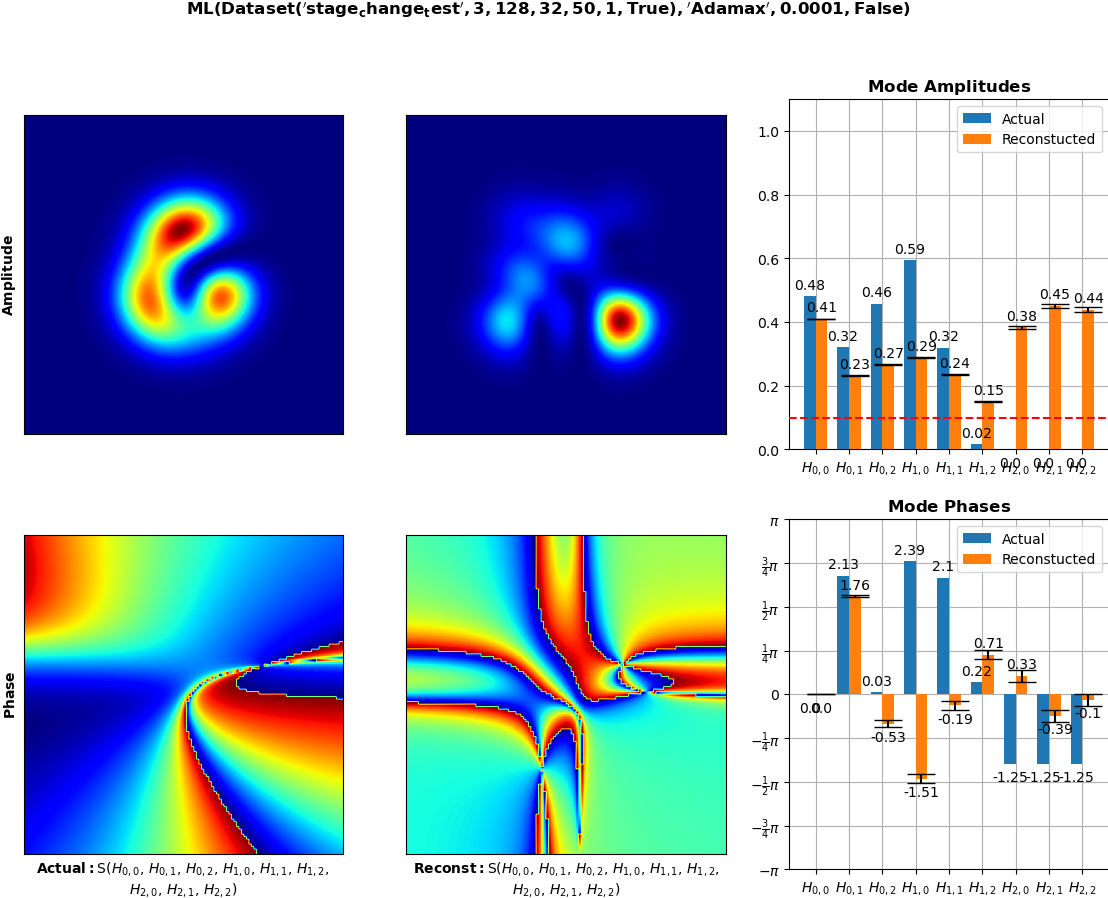 ML(Dataset('stage_change_test', 3, 128, 32, 50, 1, True), 'Adamax', 0.0001, False)
Amplitude
Mode Amplitudes
Actual
Reconstucted
1.0
0.8
0.6
0.4
0.2
0.0
0.48
0.41
0.32
0.23
0.46
0.27
0.59
0.29
0.32
0.24
0.02
0.15
0.0
0.38
0.0
0.45
0.0
0.44
H0,0 H0,1 H0,2 H1,0 H1,1 H1,2 H2,0 H2,1 H2,2
Phase
Actual: S(H0,0, H0,1, H0,2, H1,0, H1,1, H1,2,
H2,0, H2,1, H2,2)
Reconst: S(H0,0, H0,1, H0,2, H1,0, H1,1, H1,2,
H2,0, H2,1, H2,2)
Mode Phases
Actual
Reconstucted
π
3/4π
1/2π
1/4π
0
−1/4π
−1/2π
−3/4π
−π
0.0
0.0
2.13
1.76
0.03
-0.53
2.39
-1.51
2.1
-0.19
0.22
0.71
-1.25
0.33
-1.25
-0.39
-1.25
-0.1
H0,0 H0,1 H0,2 H1,0 H1,1 H1,2 H2,0 H2,1 H2,2